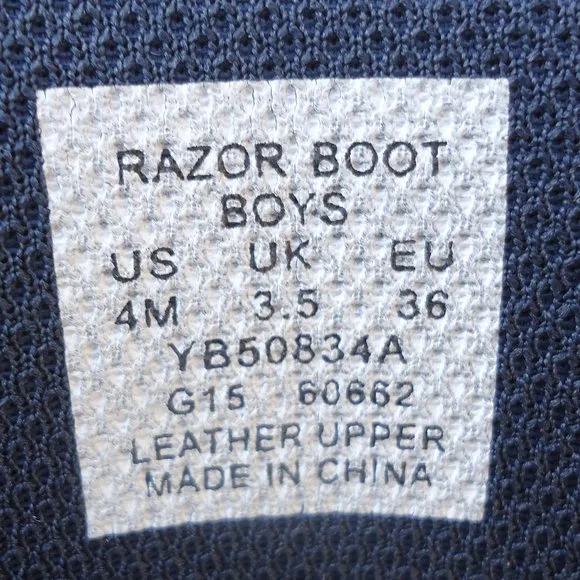 RAZOR BOOT
BOYS
US UK EU
4M 3.5 36
YB50834A
G15 60662
LEATHER UPPER
MADE IN CHINA